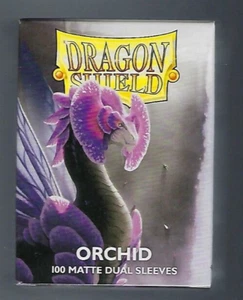 DRAGON
SHIELD
ORCHID
100 MATTE DUAL SLEEVES